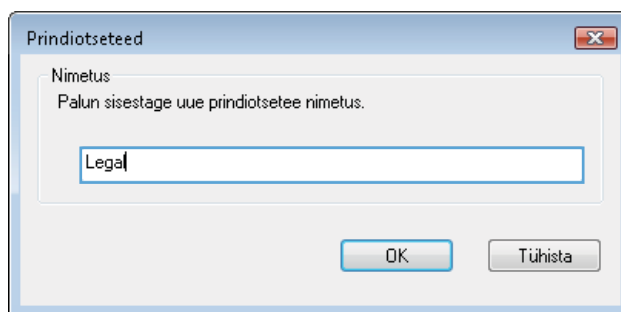 Prindiotseteed
Nimetus
Palun sisestage uue prindiotsetee nimetus.
Legal
OK
Tühista